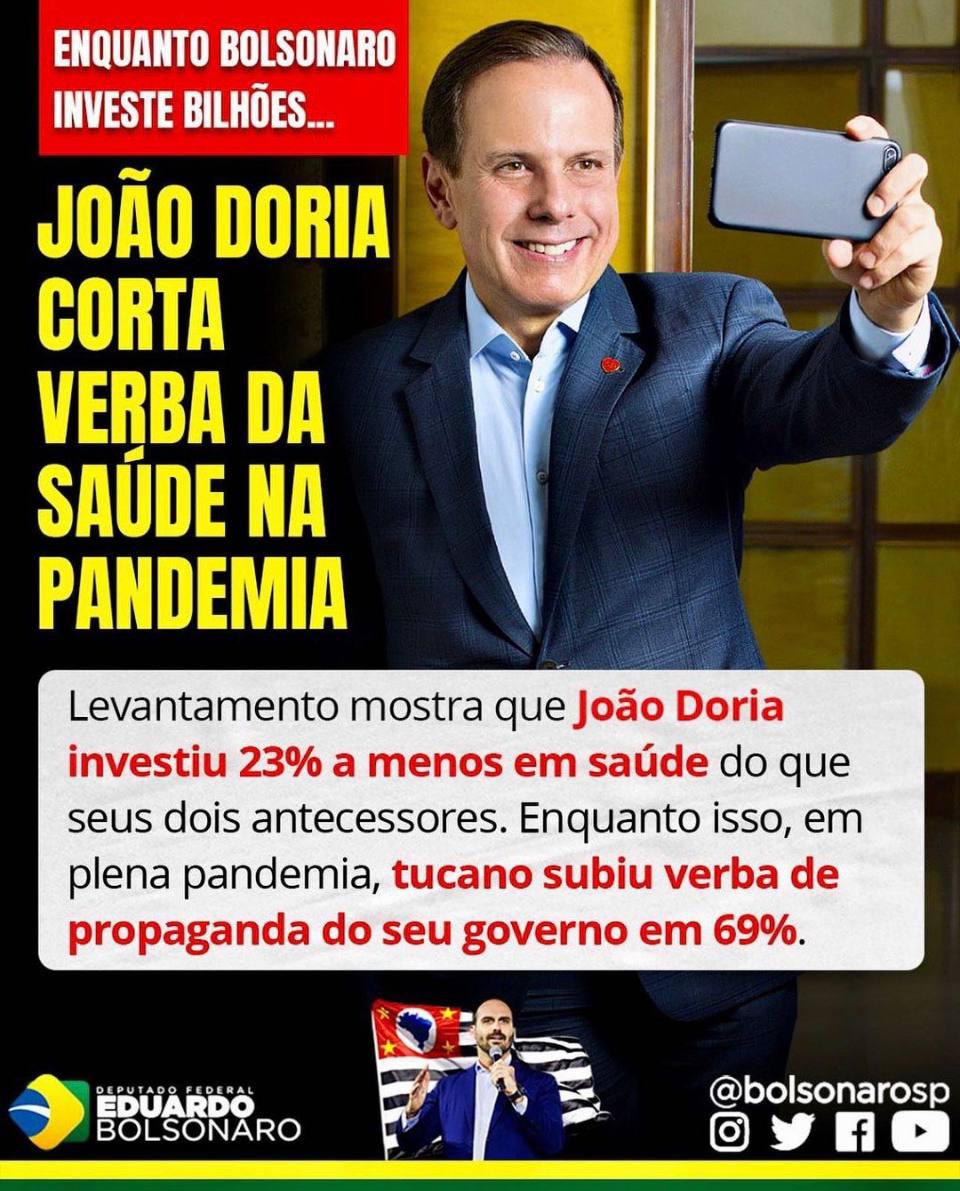 ENQUANTO BOLSONARO
INVESTE BILHÕES...
JOÃO DORIA
CORTA
VERBA DA
SAÚDE NA
PANDEMIA
Levantamento mostra que João Doria
investiu 23% a menos em saúde do que
seus dois antecessores. Enquanto isso, em
plena pandemia, tucano subiu verba de
propaganda do seu governo em 69%.
DEPUTADO FEDERAL
EDUARDO
BOLSONARO
@bolsonarosp